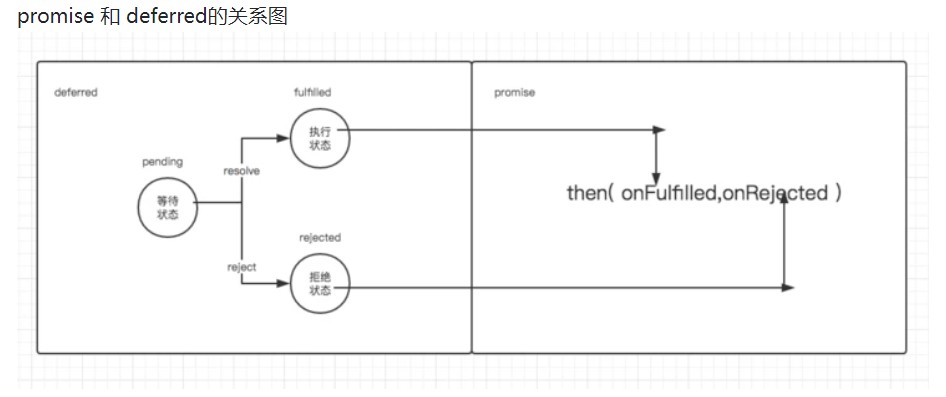 promise 和 deferred的关系图
deferred
fulfilled
promise
执行
状态
pending
resolve
等待
状态
then( onFulfilled,onRejected )
rejected
reject
拒绝
状态